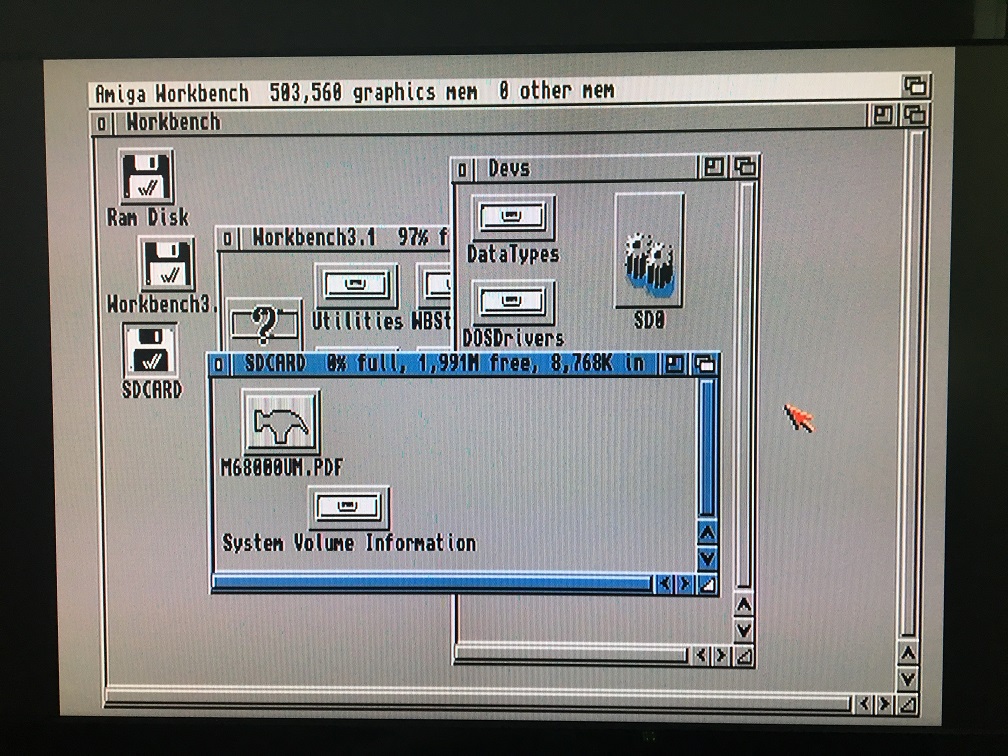 Amiga Workbench 503,560 graphics mem 0 other mem
Workbench
Devs
Ram Disk
DataTypes
Workbench3.1 97% f
Workbench3.
Utilities WBSt
SD0
DOSDrivers
SDCARD 0% full, 1,991M free, 8,768K in
SDCARD
M68000UM.PDF
System Volume Information